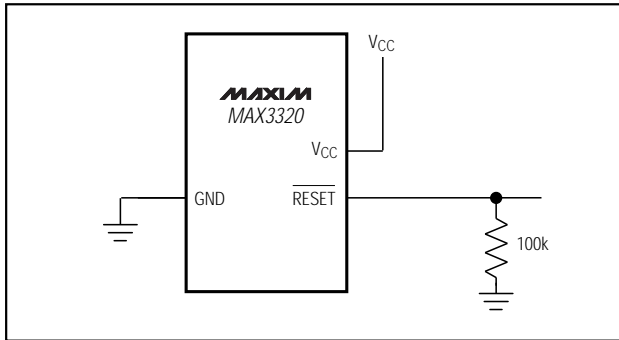 VCC
MAXIM
MAX3320
VCC
GND
RESET
100k